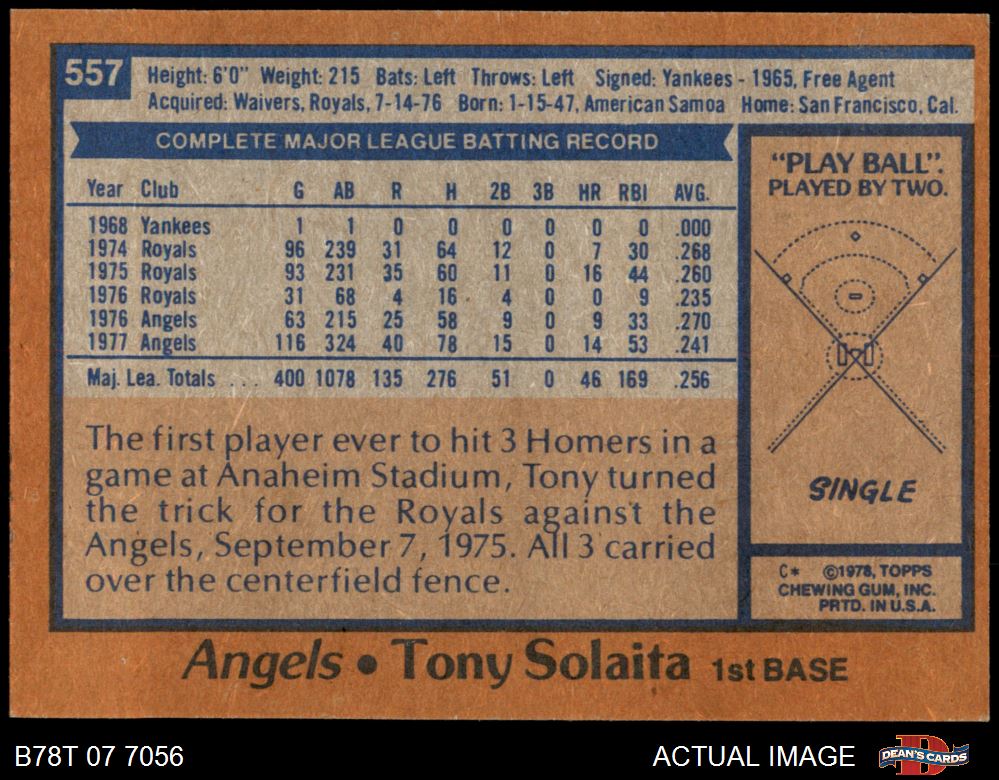 557
Height: 6'0" Weight: 215 Bats: Left Throws: Left Signed: Yankees - 1965, Free Agent
Acquired: Waivers, Royals, 7-14-76 Born: 1-15-47, American Samoa Home: San Francisco, Cal.
COMPLETE MAJOR LEAGUE BATTING RECORD
Year Club G AB R H 2B 3B HR RBI AVG.
1968 Yankees 1 1 0 0 0 0 0 0 .000
1974 Royals 96 239 31 64 12 0 7 30 .268
1975 Royals 93 231 35 60 11 0 16 44 .260
1976 Royals 31 68 4 16 4 0 0 9 .235
1976 Angels 63 215 25 58 9 0 9 33 .270
1977 Angels 116 324 40 78 15 0 14 53 .241
Maj. Lea. Totals ... 400 1078 135 276 51 0 46 169 .256
The first player ever to hit 3 Homers in a
game at Anaheim Stadium, Tony turned
the trick for the Royals against the
Angels, September 7, 1975. All 3 carried
over the centerfield fence.
"PLAY BALL":
PLAYED BY TWO.
SINGLE
C* ©1978, TOPPS
CHEWING GUM, INC.
PRTD. IN U.S.A.
Angels • Tony Solaita 1st BASE
B78T 07 7056
ACTUAL IMAGE
DEAN'S CARDS